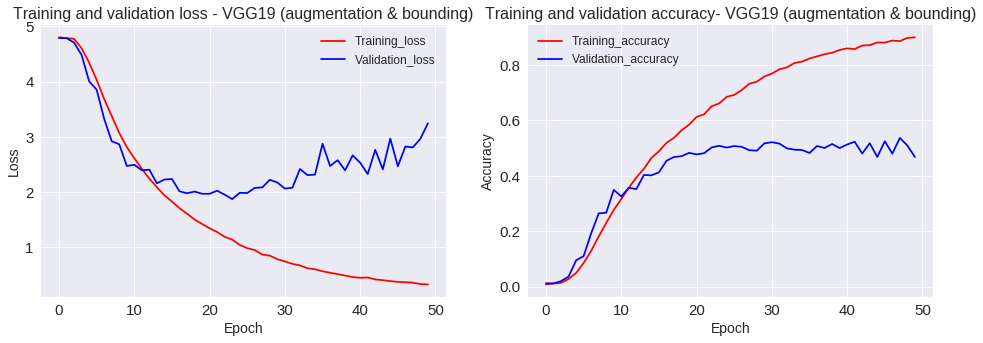 Training and validation loss - VGG19 (augmentation & bounding)
Training_loss
Validation_loss
5
4
3
2
1
Loss
0
10
20
30
40
50
Epoch
Training and validation accuracy- VGG19 (augmentation & bounding)
Training_accuracy
Validation_accuracy
0.8
0.6
0.4
0.2
0.0
Accuracy
0
10
20
30
40
50
Epoch